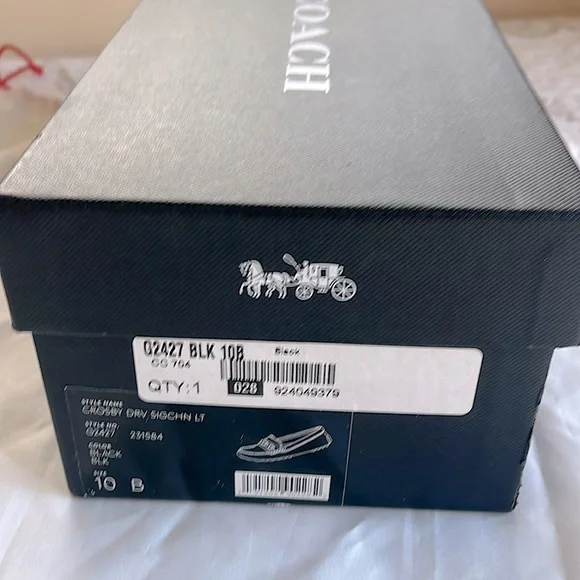 COACH
G2427 BLK 10B Black
CG 704
QTY:1 028 924049379
STYLE NAME
CROSBY DRV,SIGCHN LT
STYLE NO.
G2427 231584
COLOR
BLACK
BLK
SIZE
10 B